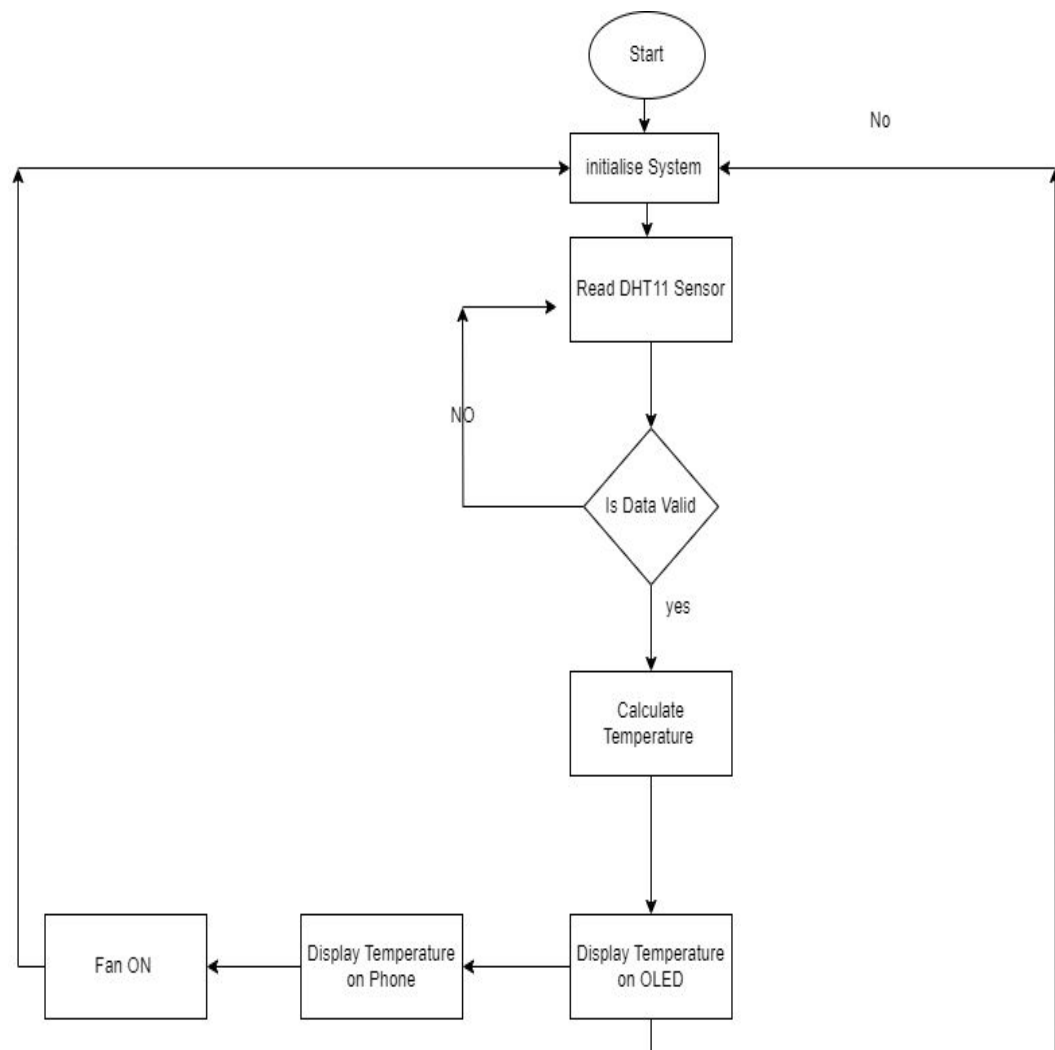 Start
No
initialise System
Read DHT11 Sensor
NO
Is Data Valid
yes
Calculate
Temperature
Fan ON
Display Temperature
on Phone
Display Temperature
on OLED